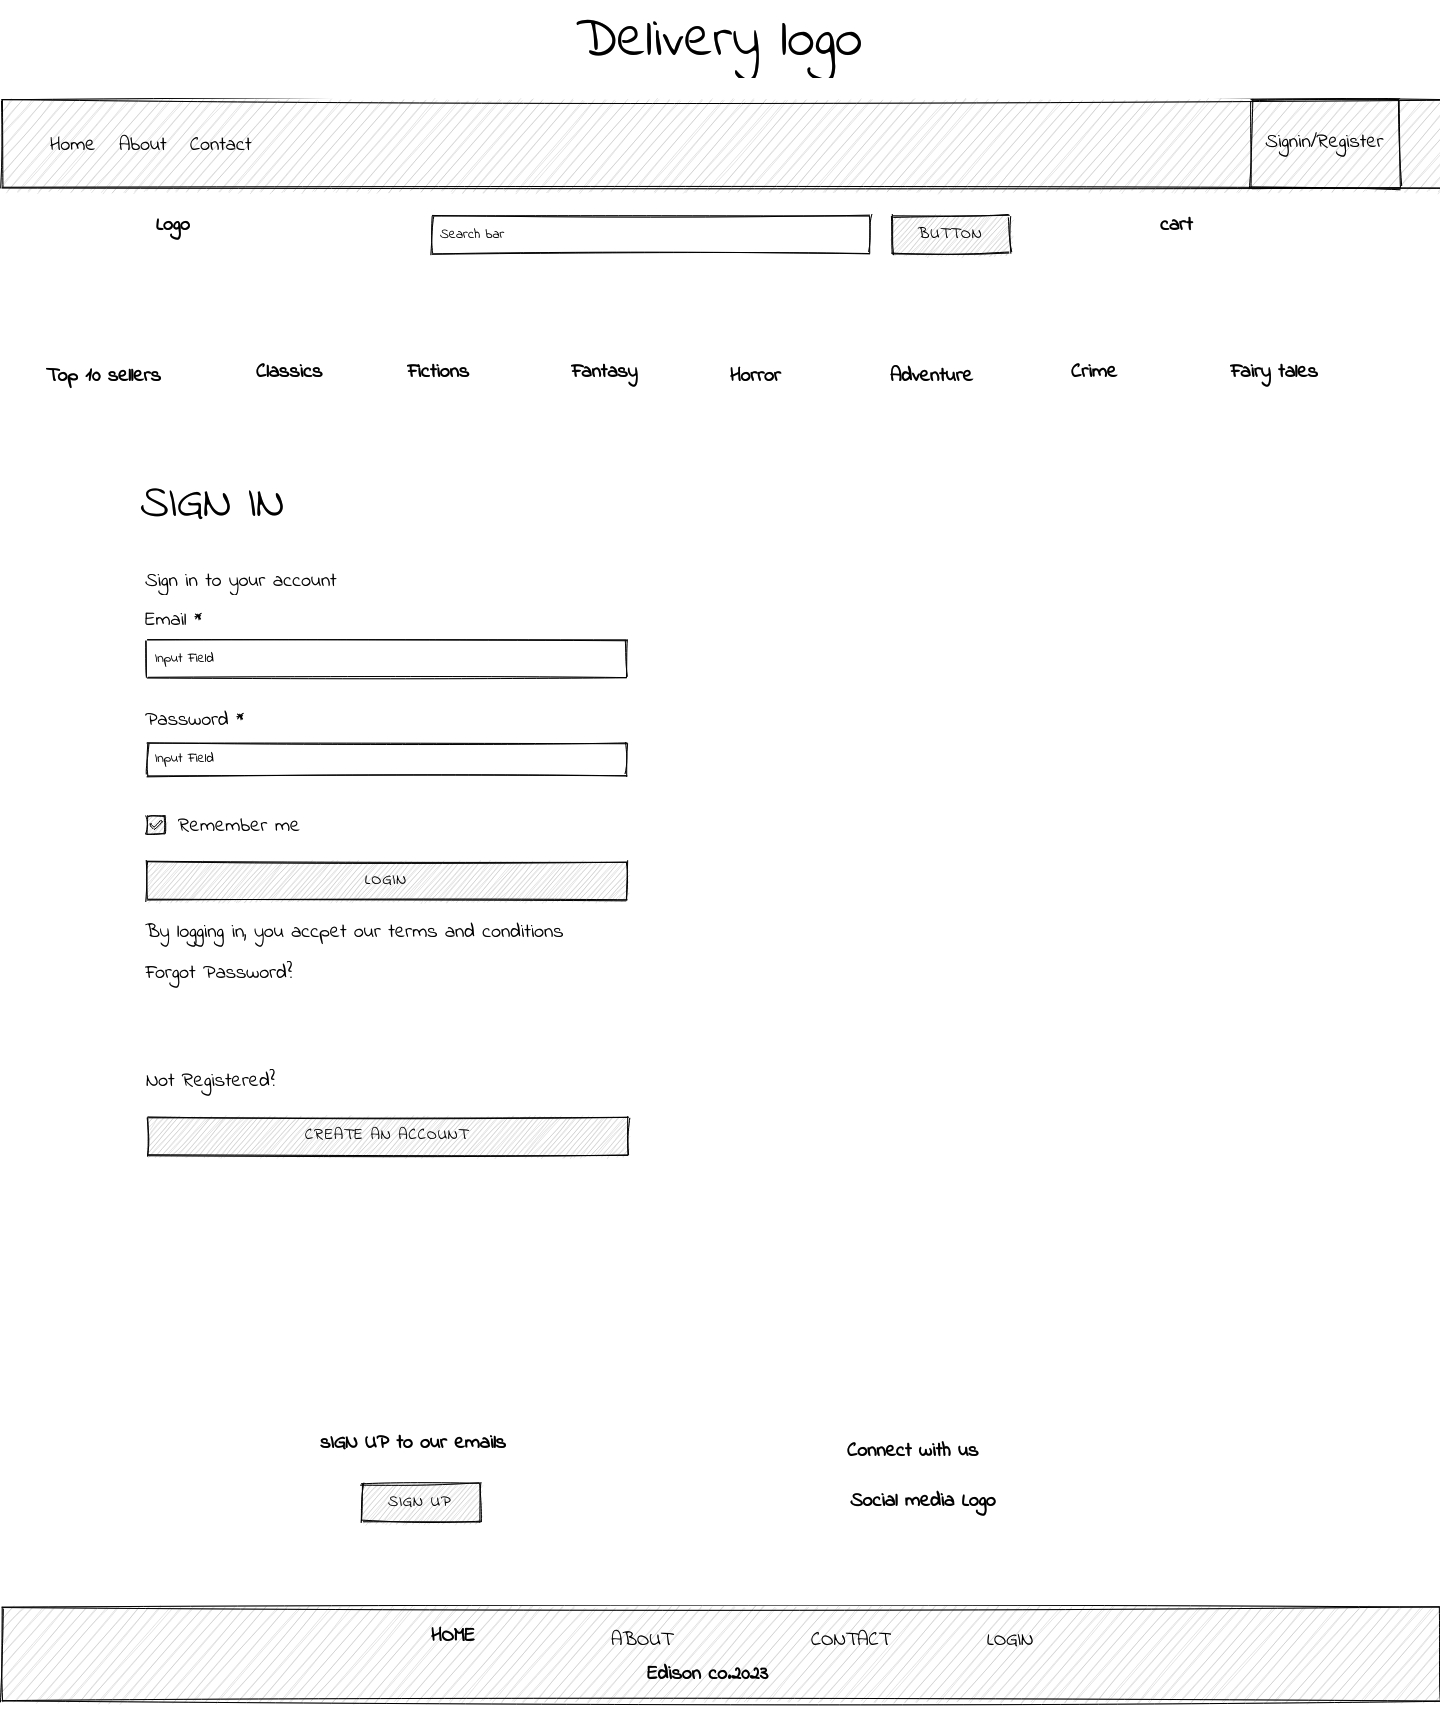 Delivery logo
Home About Contact Signin/Register
Logo Search bar BUTTON cart
Top 10 sellers Classics Fictions Fantasy Horror Adventure Crime Fairy tales
SIGN IN
Sign in to your account
Email *
Input Field
Password *
Input Field
Remember me
LOGIN
By logging in, you accpet our terms and conditions
Forgot Password?
Not Registered?
CREATE AN ACCOUNT
sIGN UP to our emails Connect with us
SIGN UP Social media Logo
HOME ABOUT CONTACT LOGIN
Edison co.2023